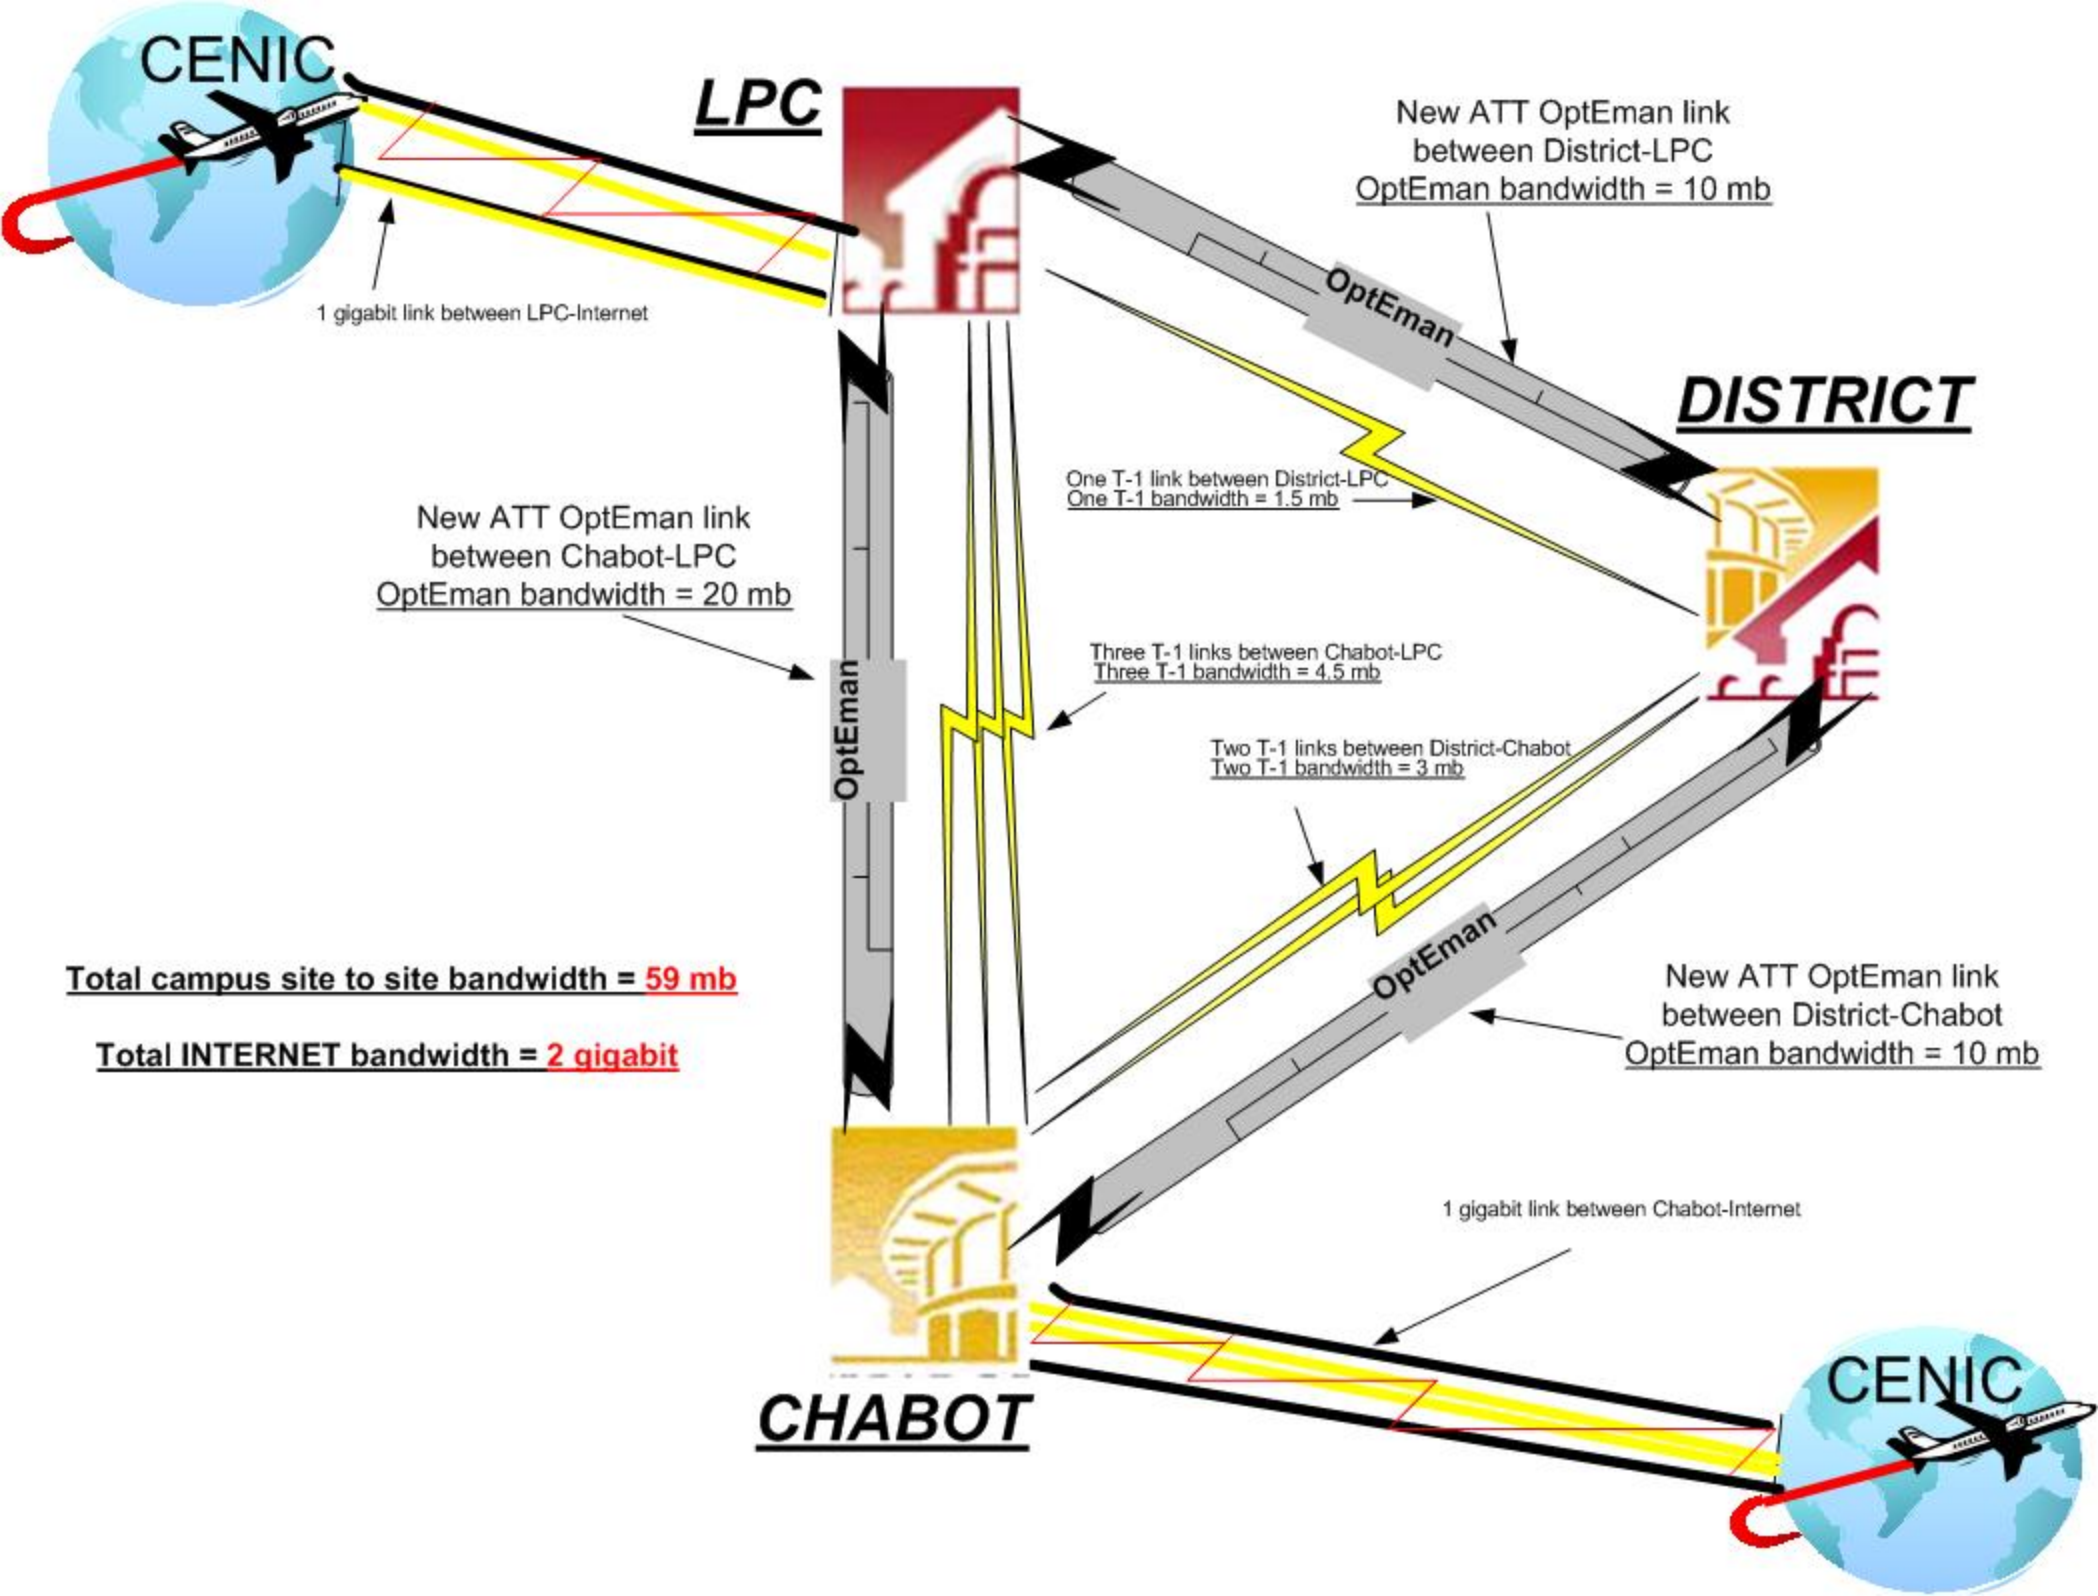 CENIC
LPC
New ATT OptEman link
between District-LPC
OptEman bandwidth = 10 mb
OptEman
1 gigabit link between LPC-Internet
DISTRICT
One T-1 link between District-LPC
One T-1 bandwidth = 1.5 mb
New ATT OptEman link
between Chabot-LPC
OptEman bandwidth = 20 mb
OptEman
Three T-1 links between Chabot-LPC
Three T-1 bandwidth = 4.5 mb
Two T-1 links between District-Chabot
Two T-1 bandwidth = 3 mb
OptEman
Total campus site to site bandwidth = 59 mb
Total INTERNET bandwidth = 2 gigabit
New ATT OptEman link
between District-Chabot
OptEman bandwidth = 10 mb
1 gigabit link between Chabot-Internet
CHABOT
CENIC